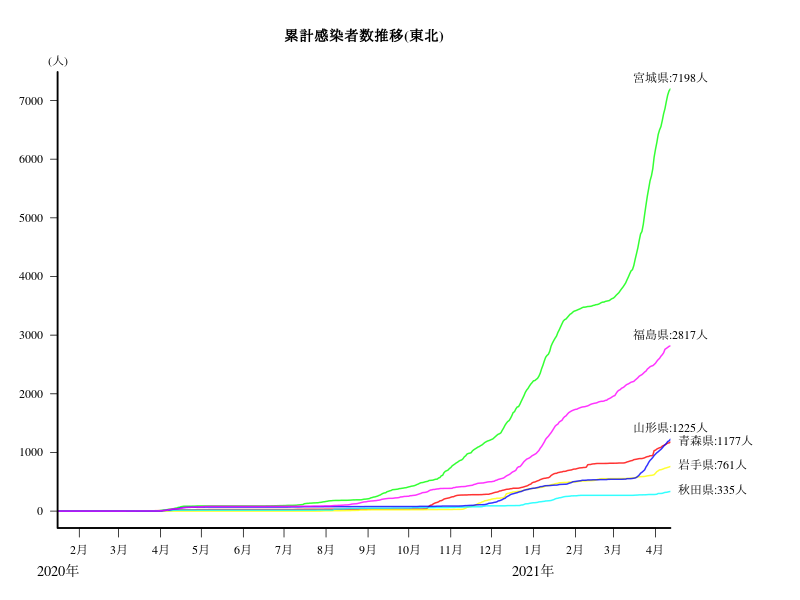 累計感染者数推移(東北)
(人)
宮城県:7198人
7000
6000
5000
4000
3000
福島県:2817人
2000
山形県:1225人
青森県:1177人
1000
岩手県:761人
秋田県:335人
0
2月 3月 4月 5月 6月 7月 8月 9月 10月 11月 12月 1月 2月 3月 4月
2020年 2021年